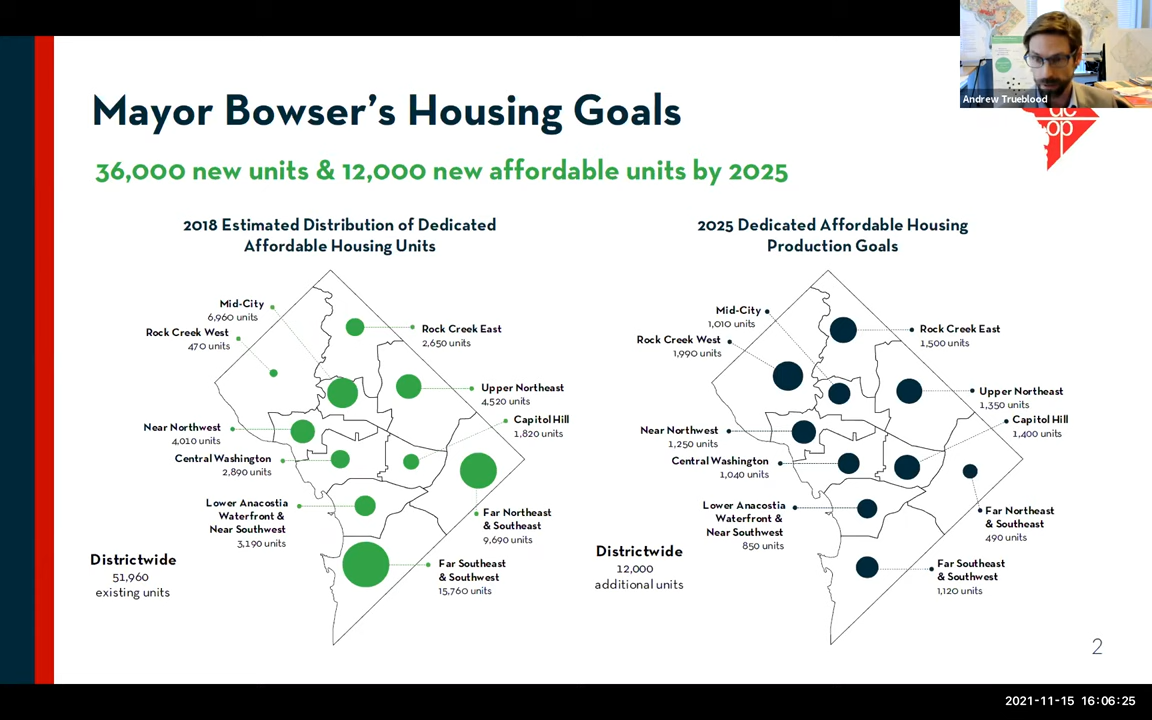 Andrew Trueblood
dc
op
Mayor Bowser's Housing Goals
36,000 new units & 12,000 new affordable units by 2025
2018 Estimated Distribution of Dedicated
Affordable Housing Units
Mid-City
6,960 units
Rock Creek West
470 units
Rock Creek East
2,650 units
Upper Northeast
4,520 units
Capitol Hill
1,820 units
Near Northwest
4,010 units
Central Washington
2,890 units
Lower Anacostia
Waterfront &
Near Southwest
3,190 units
Far Northeast
& Southeast
9,690 units
Far Southeast
& Southwest
15,760 units
Districtwide
51,960
existing units
2025 Dedicated Affordable Housing
Production Goals
Mid-City
1,010 units
Rock Creek West
1,990 units
Rock Creek East
1,500 units
Upper Northeast
1,350 units
Capitol Hill
1,400 units
Near Northwest
1,250 units
Central Washington
1,040 units
Lower Anacostia
Waterfront &
Near Southwest
850 units
Far Northeast
& Southeast
490 units
Far Southeast
& Southwest
1,120 units
Districtwide
12,000
additional units
2
2021-11-15 16:06:25